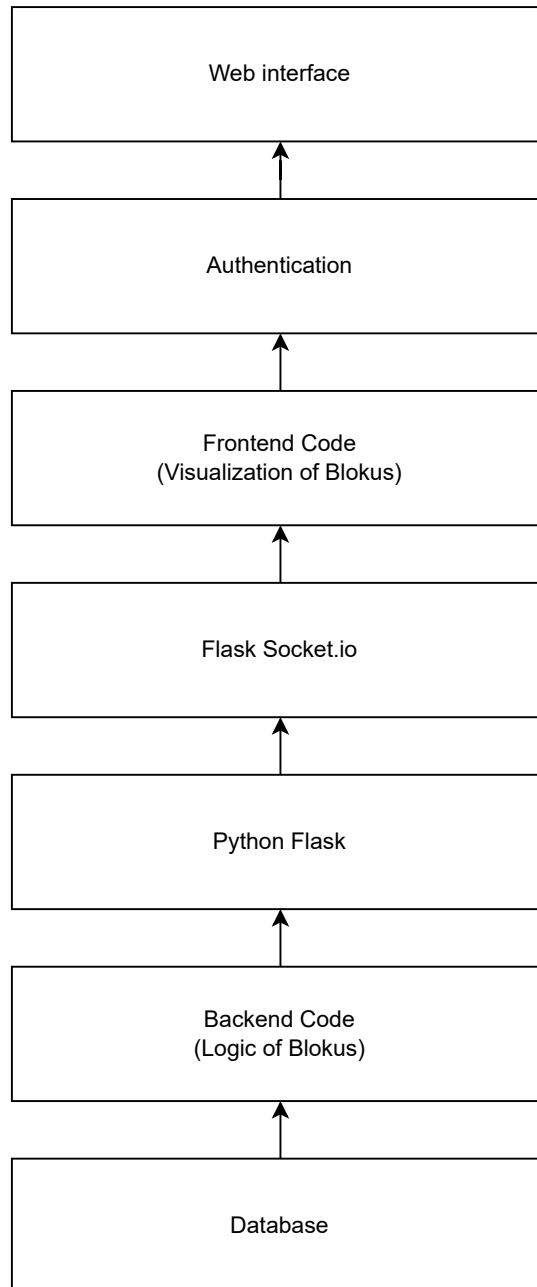 Web interface
Authentication
Frontend Code
(Visualization of Blokus)
Flask Socket.io
Python Flask
Backend Code
(Logic of Blokus)
Database